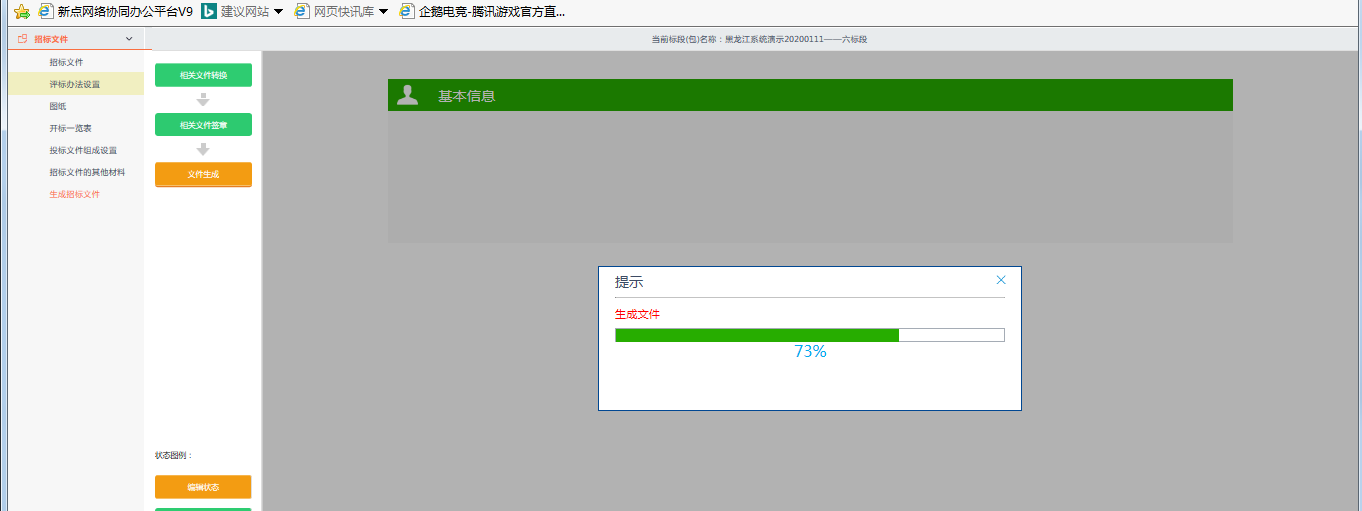 新点网络协同办公平台V9 建议网站 网页快讯库 企鹅电竞-腾讯游戏官方直...
招标文件
当前标段(包)名称：黑龙江系统演示20200111——六标段
招标文件
评标办法设置
图纸
开标一览表
投标文件组成设置
招标文件的其他材料
生成招标文件
相关文件转换
相关文件签章
文件生成
状态图例：
编辑状态
基本信息
提示
生成文件
73%